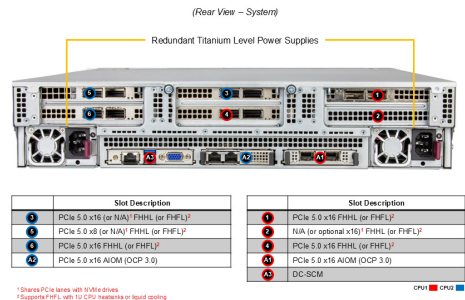 (Rear View – System)
Redundant Titanium Level Power Supplies
5
3
1
6
4
2
A3
A2
A1
Slot Description
3 PCIe 5.0 x16 (or N/A)¹ FHHL (or FHFL)²
5 PCIe 5.0 x8 (or N/A)¹ FHHL (or FHFL)²
6 PCIe 5.0 x16 FHHL (or FHFL)²
A2 PCIe 5.0 x16 AIOM (OCP 3.0)
Slot Description
1 PCIe 5.0 x16 FHHL (or FHFL)²
2 N/A (or optional x16)¹ FHHL (or FHFL)²
4 PCIe 5.0 x16 FHHL (or FHFL)²
A1 PCIe 5.0 x16 AIOM (OCP 3.0)
A3 DC-SCM
¹ Shares PCIe lanes with NVMe drives
² Supports FHFL with 1U CPU heatsinks or liquid cooling
CPU1 CPU2